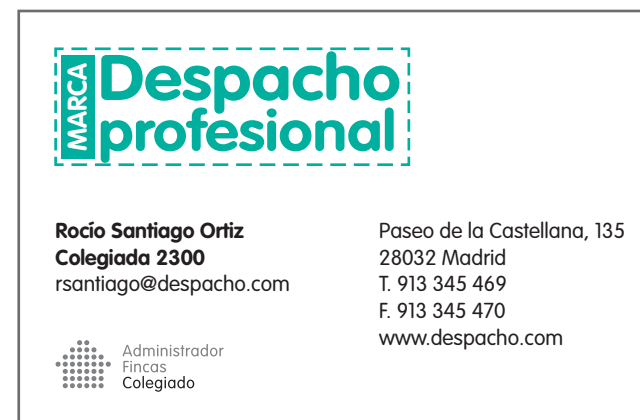 MARCA
Despacho
profesional
Rocío Santiago Ortiz
Colegiada 2300
rsantiago@despacho.com
Paseo de la Castellana, 135
28032 Madrid
T. 913 345 469
F. 913 345 470
www.despacho.com
Administrador
Fincas
Colegiado